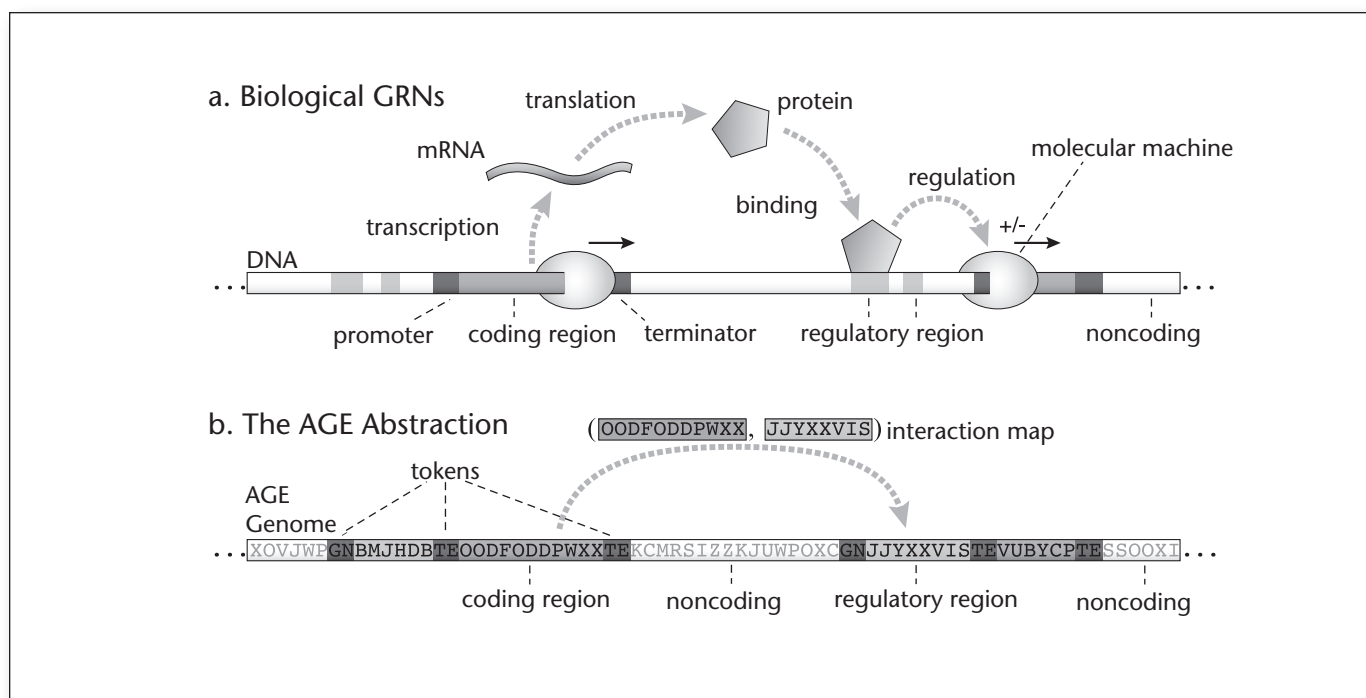 a. Biological GRNs
translation
protein
mRNA
molecular machine
regulation
binding
+/-
transcription
DNA
... ...
promoter coding region terminator regulatory region noncoding
b. The AGE Abstraction
(OODFODDPWXX, JJYXXVIS) interaction map
tokens
AGE
Genome
... XOVJWPGNBMJHDBTEOODFODDPWXXTEKCMRSIZZKJUWPOXCGNJJYXXVISTEVUBYCPTESSOOXI ...
coding region noncoding regulatory region noncoding